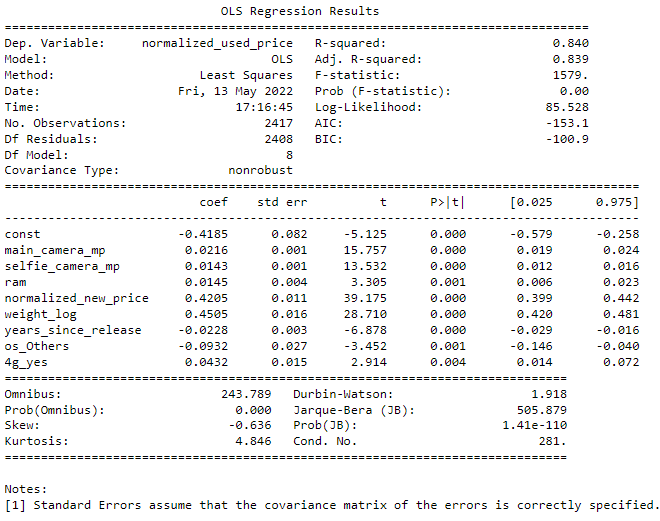 OLS Regression Results
==============================================================================
Dep. Variable:     normalized_used_price   R-squared:                       0.840
Model:                               OLS   Adj. R-squared:                  0.839
Method:                    Least Squares   F-statistic:                     1579.
Date:                   Fri, 13 May 2022   Prob (F-statistic):               0.00
Time:                           17:16:45   Log-Likelihood:                 85.528
No. Observations:                   2417   AIC:                            -153.1
Df Residuals:                       2408   BIC:                            -100.9
Df Model:                              8
Covariance Type:               nonrobust
=========================================================================================
                            coef    std err          t      P>|t|      [0.025      0.975]
-----------------------------------------------------------------------------------------
const                    -0.4185      0.082     -5.125      0.000      -0.579      -0.258
main_camera_mp            0.0216      0.001     15.757      0.000       0.019       0.024
selfie_camera_mp          0.0143      0.001     13.532      0.000       0.012       0.016
ram                       0.0145      0.004      3.305      0.001       0.006       0.023
normalized_new_price      0.4205      0.011     39.175      0.000       0.399       0.442
weight_log                0.4505      0.016     28.710      0.000       0.420       0.481
years_since_release      -0.0228      0.003     -6.878      0.000      -0.029      -0.016
os_Others                -0.0932      0.027     -3.452      0.001      -0.146      -0.040
4g_yes                    0.0432      0.015      2.914      0.004       0.014       0.072
==============================================================================
Omnibus:                      243.789   Durbin-Watson:                   1.918
Prob(Omnibus):                  0.000   Jarque-Bera (JB):              505.879
Skew:                          -0.636   Prob(JB):                    1.41e-110
Kurtosis:                       4.846   Cond. No.                         281.
==============================================================================
Notes:
[1] Standard Errors assume that the covariance matrix of the errors is correctly specified.